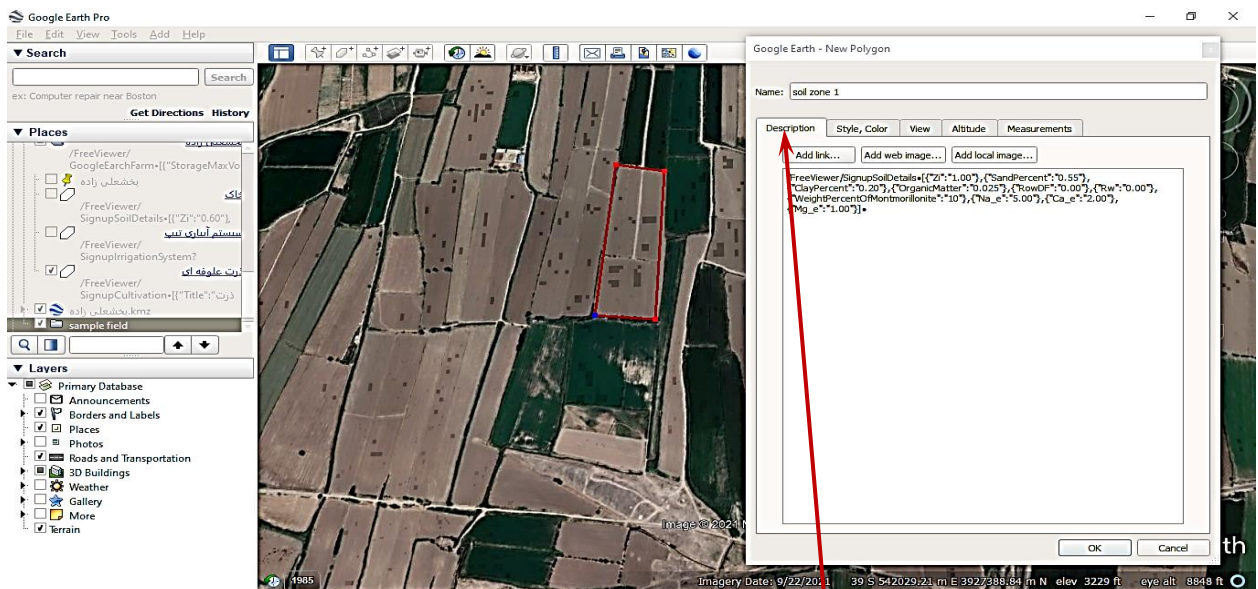 Google Earth Pro
File Edit View Tools Add Help
▼ Search
Search
ex: Computer repair near Boston
Get Directions History
▼ Places
/FreeViewer/
GoogleEarchFarm•[{"StorageMaxVo
بخشعلی زاده
خاک
/FreeViewer/
SignupSoilDetails•[{"Zi":"0.60"},
سیستم آبیاری تیپ
/FreeViewer/
SignupIrrigationSystem?
ذرت علوفه ای
/FreeViewer/
SignupCultivation•[{"Title":"ذرت
بخشعلی زاده.kmz
sample field
▼ Layers
Primary Database
Announcements
Borders and Labels
Places
Photos
Roads and Transportation
3D Buildings
Weather
Gallery
More
Terrain
Google Earth - New Polygon
x
Name: soil zone 1
Description Style, Color View Altitude Measurements
Add link... Add web image... Add local image...
/FreeViewer/SignupSoilDetails•[{"Zi":"1.00"},{"SandPercent":"0.55"},
{"ClayPercent":"0.20"},{"OrganicMatter":"0.025"},{"RowDF":"0.00"},{"Rw":"0.00"},
{"WeightPercentOfMontmorillonite":"10"},{"Na_e":"5.00"},{"Ca_e":"2.00"},
{"Mg_e":"1.00"}]•
OK Cancel
Image © 2021
th
1985
Imagery Date: 9/22/2021 39 S 542029.21 m E 3927388.84 m N elev 3229 ft eye alt 8848 ft